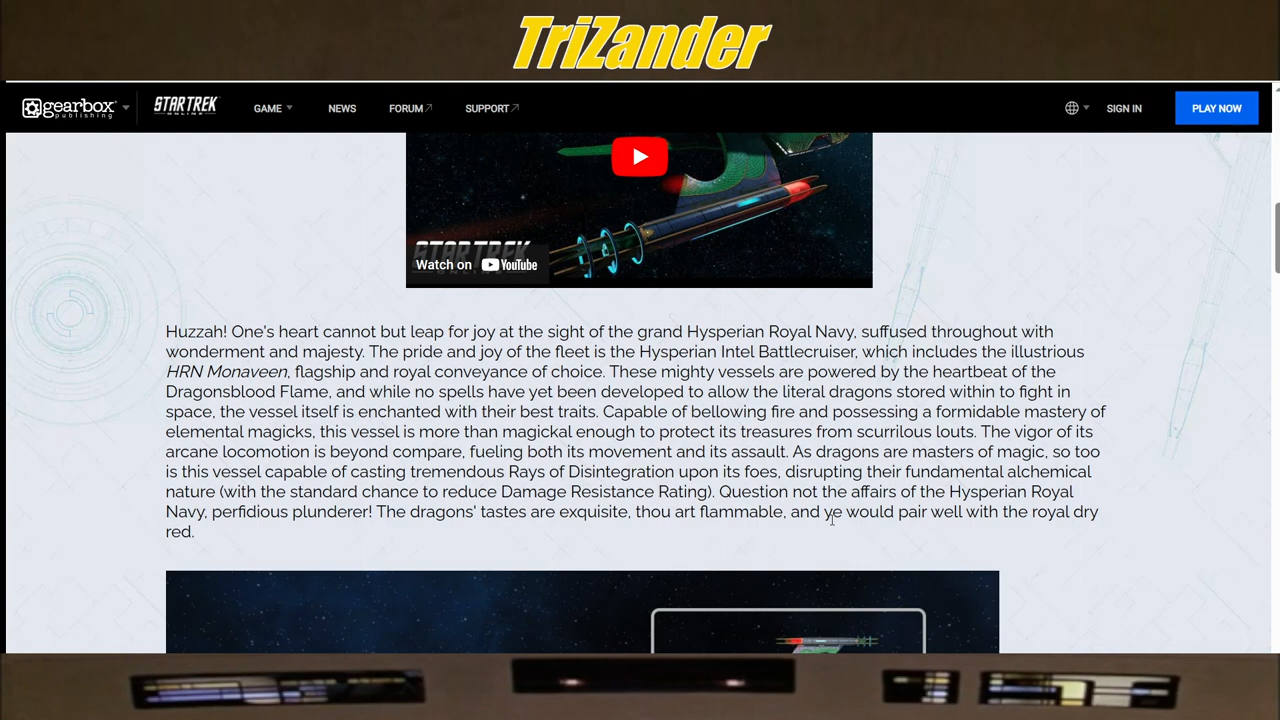 TriZander
gearbox publishing
STAR TREK ONLINE
GAME NEWS FORUM SUPPORT SIGN IN PLAY NOW
STAR TREK
Watch on YouTube
Huzzah! One's heart cannot but leap for joy at the sight of the grand Hysperian Royal Navy, suffused throughout with
wonderment and majesty. The pride and joy of the fleet is the Hysperian Intel Battlecruiser, which includes the illustrious
HRN Monaveen, flagship and royal conveyance of choice. These mighty vessels are powered by the heartbeat of the
Dragonsblood Flame, and while no spells have yet been developed to allow the literal dragons stored within to fight in
space, the vessel itself is enchanted with their best traits. Capable of bellowing fire and possessing a formidable mastery of
elemental magicks, this vessel is more than magickal enough to protect its treasures from scurrilous louts. The vigor of its
arcane locomotion is beyond compare, fueling both its movement and its assault. As dragons are masters of magic, so too
is this vessel capable of casting tremendous Rays of Disintegration upon its foes, disrupting their fundamental alchemical
nature (with the standard chance to reduce Damage Resistance Rating). Question not the affairs of the Hysperian Royal
Navy, perfidious plunderer! The dragons' tastes are exquisite, thou art flammable, and ye would pair well with the royal dry
red.